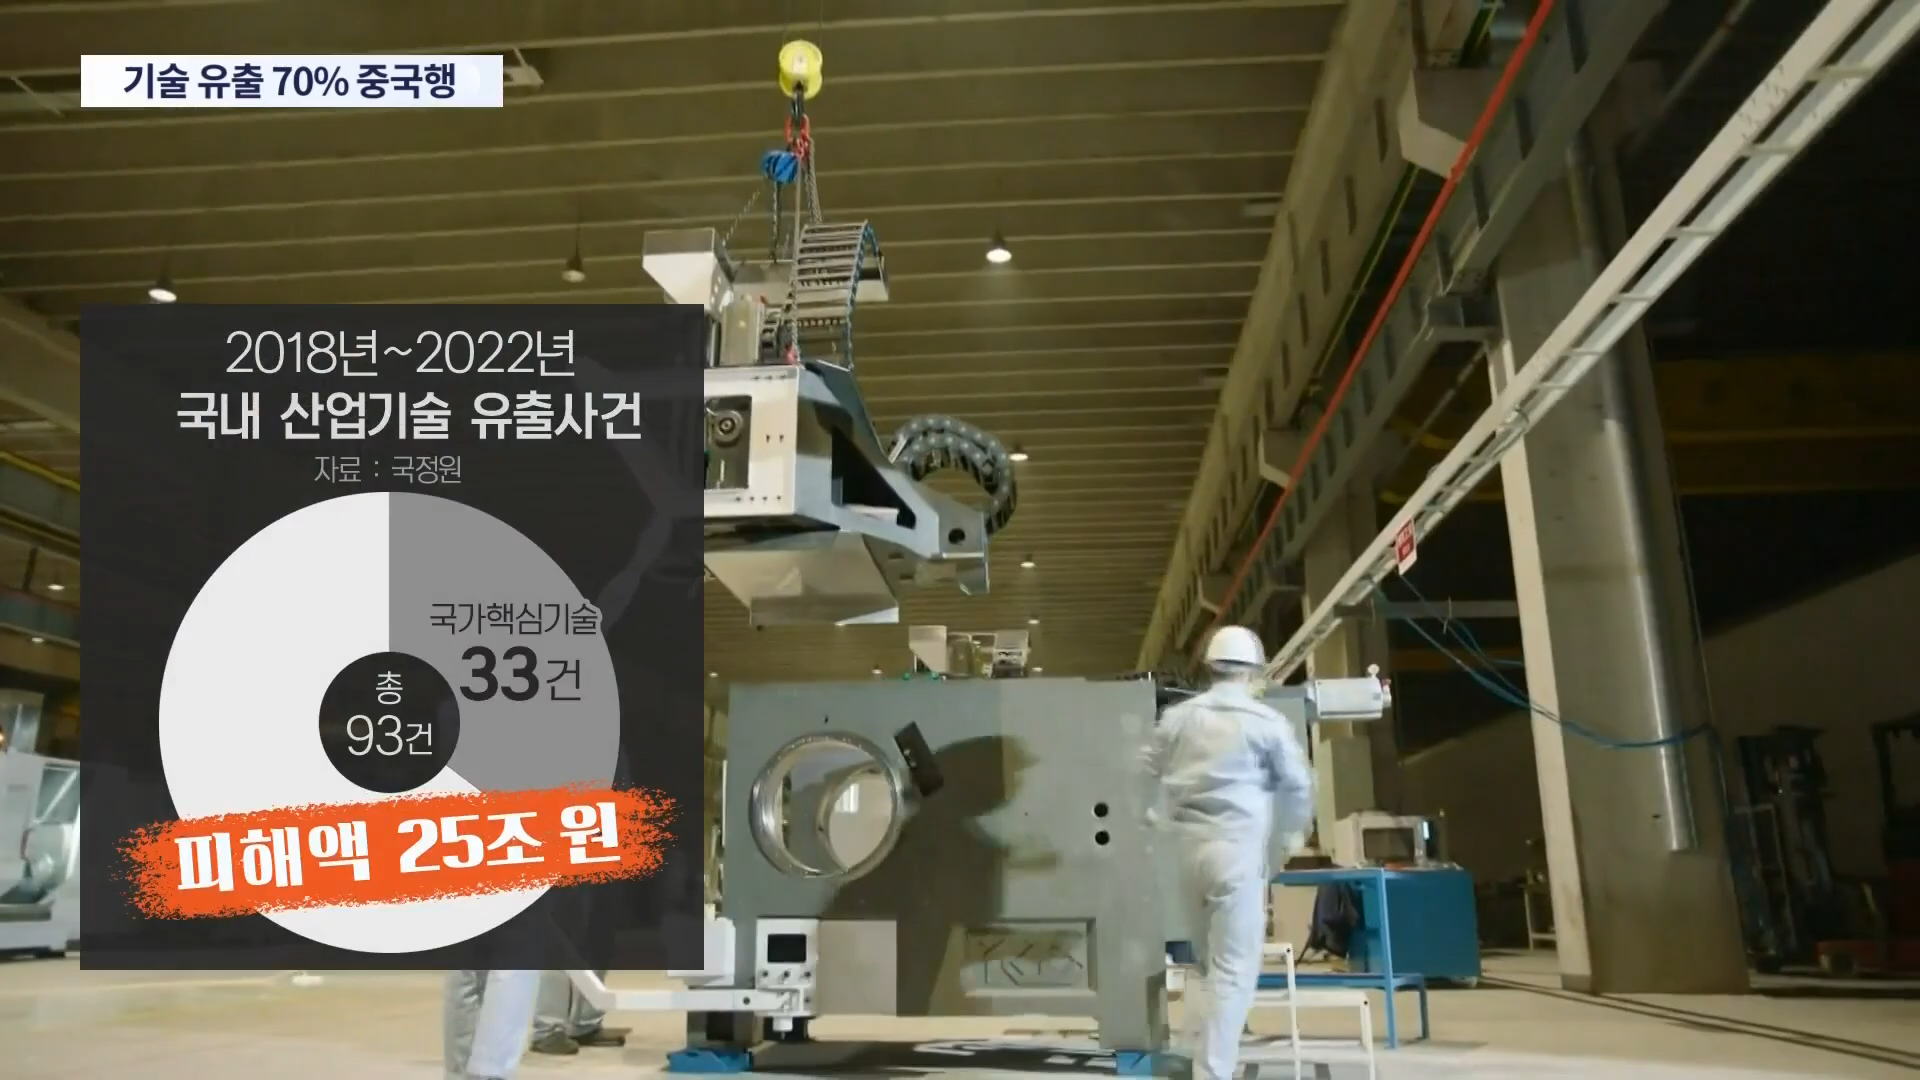 기술 유출 70% 중국행
2018년~2022년
국내 산업기술 유출사건
자료 : 국정원
국가핵심기술
33건
총
93건
피해액 25조 원